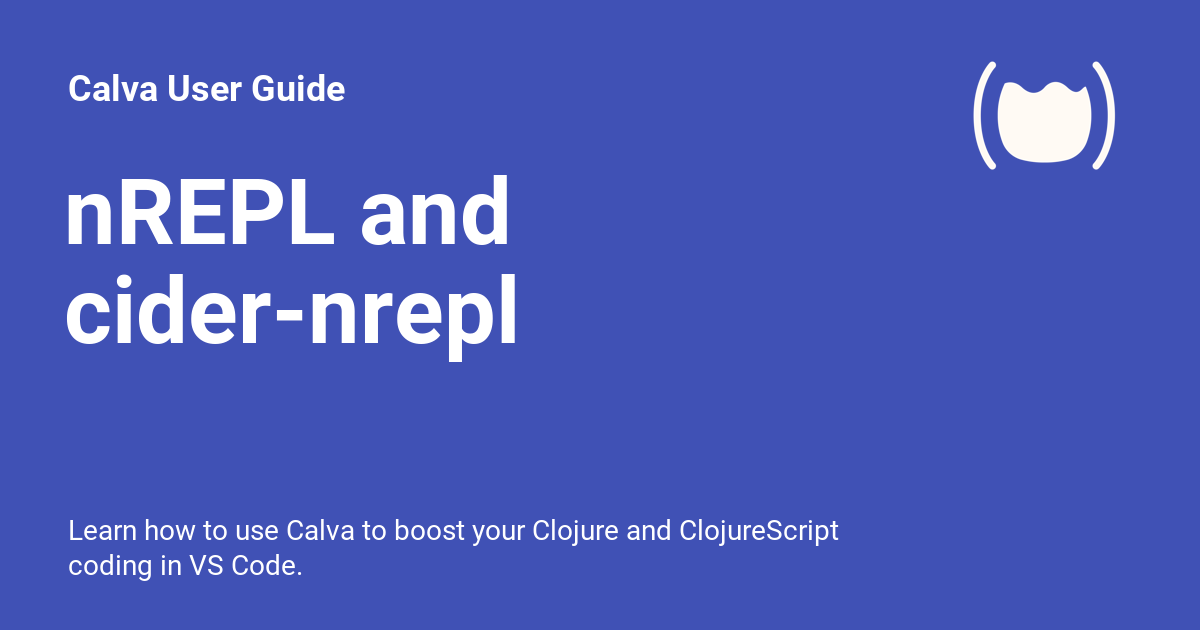 Calva User Guide
nREPL and
cider-nrepl
Learn how to use Calva to boost your Clojure and ClojureScript
coding in VS Code.